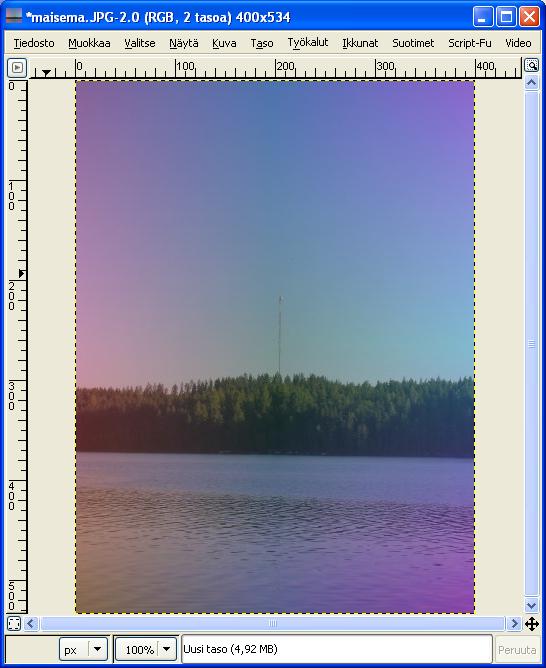 *maisema.JPG-2.0 (RGB, 2 tasoa) 400x534
Tiedosto Muokkaa Valitse Näytä Kuva Taso Työkalut Ikkunat Suotimet Script-Fu Video
0 100 200 300 400
0
100
200
300
400
500
px 100% Uusi taso (4,92 MB) Peruuta